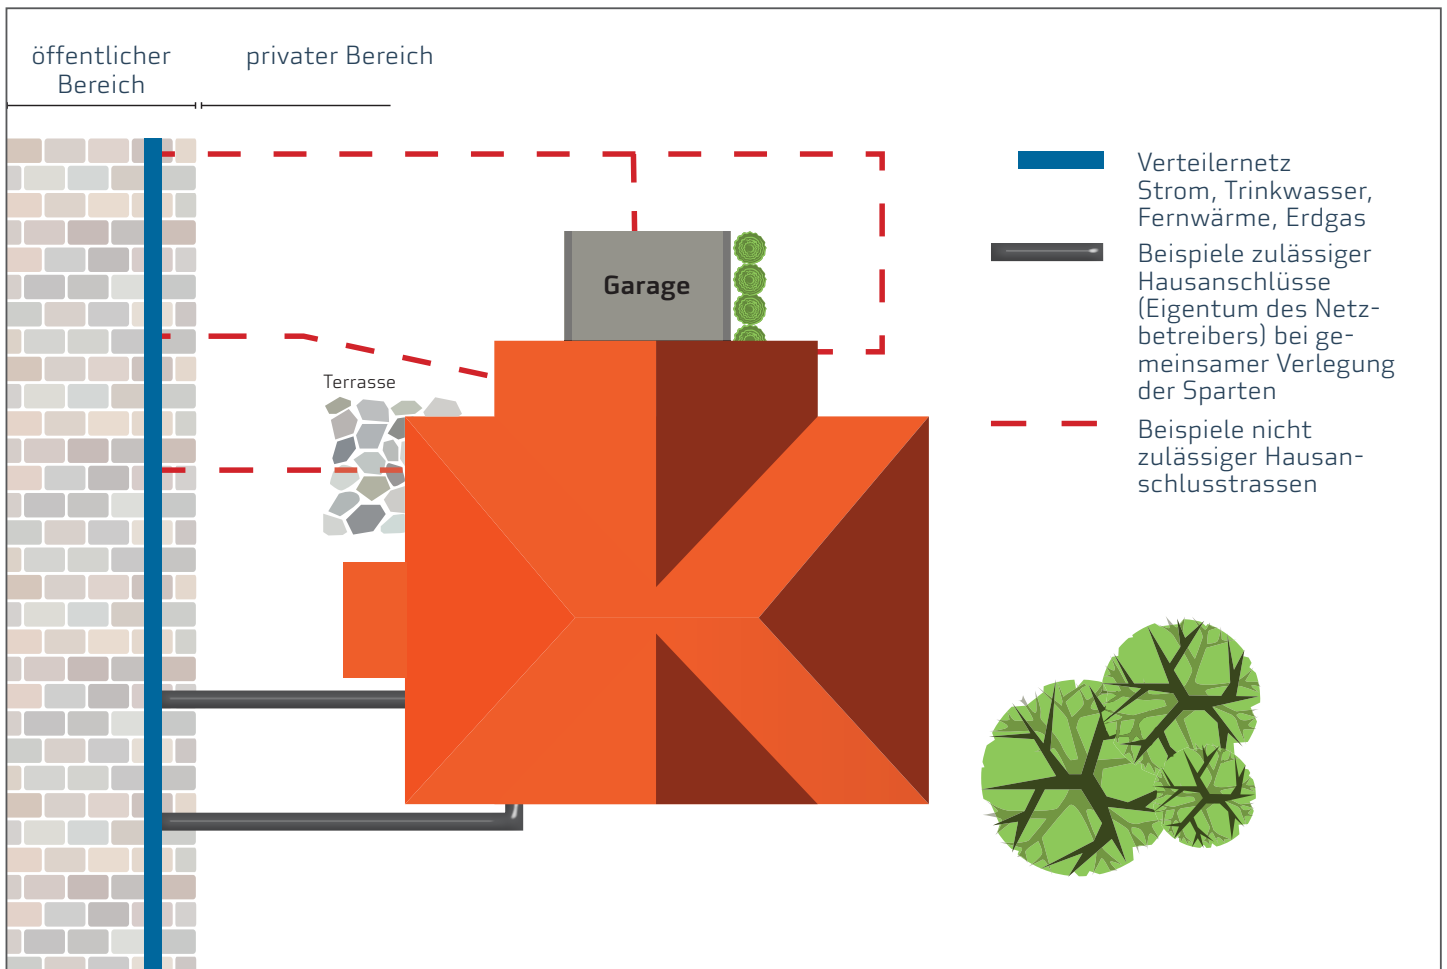 öffentlicher
Bereich
privater Bereich
Verteilernetz
Strom, Trinkwasser,
Fernwärme, Erdgas
Beispiele zulässiger
Hausanschlüsse
(Eigentum des Netz-
betreibers) bei ge-
meinsamer Verlegung
der Sparten
Beispiele nicht
zulässiger Hausan-
schlusstrassen
Garage
Terrasse